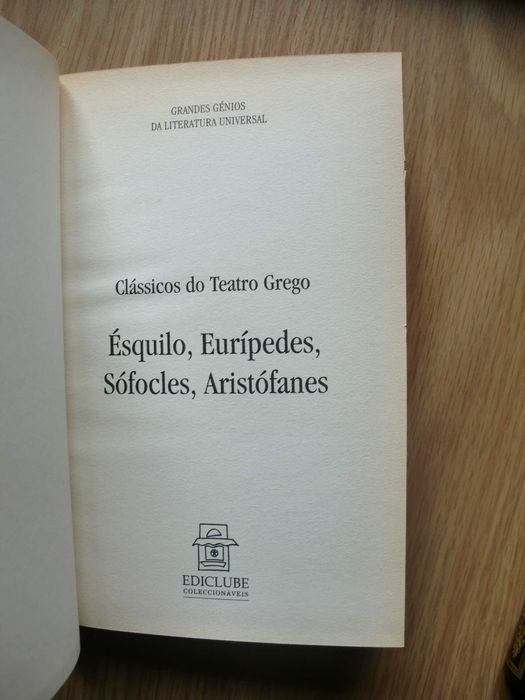 GRANDES GÉNIOS
DA LITERATURA UNIVERSAL
Clássicos do Teatro Grego
Ésquilo, Eurípedes,
Sófocles, Aristófanes
EDICLUBE
COLECCIONÁVEIS